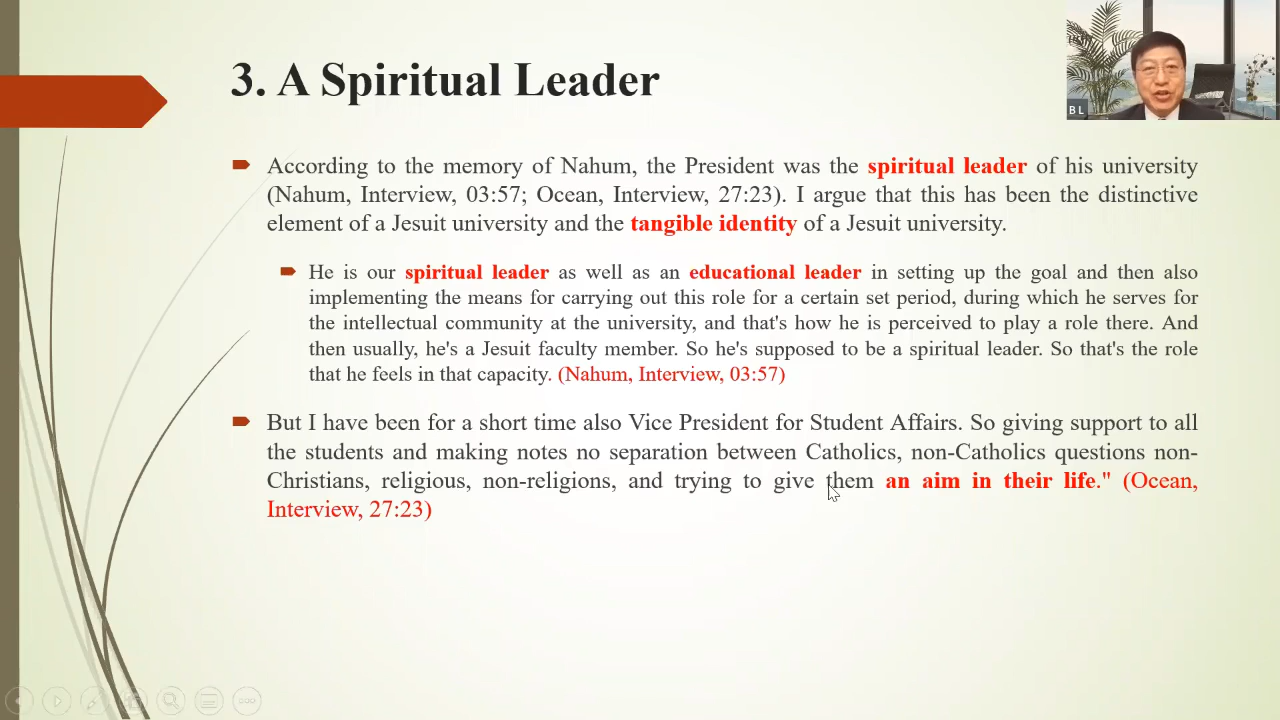 3. A Spiritual Leader
BL
According to the memory of Nahum, the President was the spiritual leader of his university
(Nahum, Interview, 03:57; Ocean, Interview, 27:23). I argue that this has been the distinctive
element of a Jesuit university and the tangible identity of a Jesuit university.
He is our spiritual leader as well as an educational leader in setting up the goal and then also
implementing the means for carrying out this role for a certain set period, during which he serves for
the intellectual community at the university, and that's how he is perceived to play a role there. And
then usually, he's a Jesuit faculty member. So he's supposed to be a spiritual leader. So that's the role
that he feels in that capacity. (Nahum, Interview, 03:57)
But I have been for a short time also Vice President for Student Affairs. So giving support to all
the students and making notes no separation between Catholics, non-Catholics questions non-
Christians, religious, non-religions, and trying to give them an aim in their life." (Ocean,
Interview, 27:23)